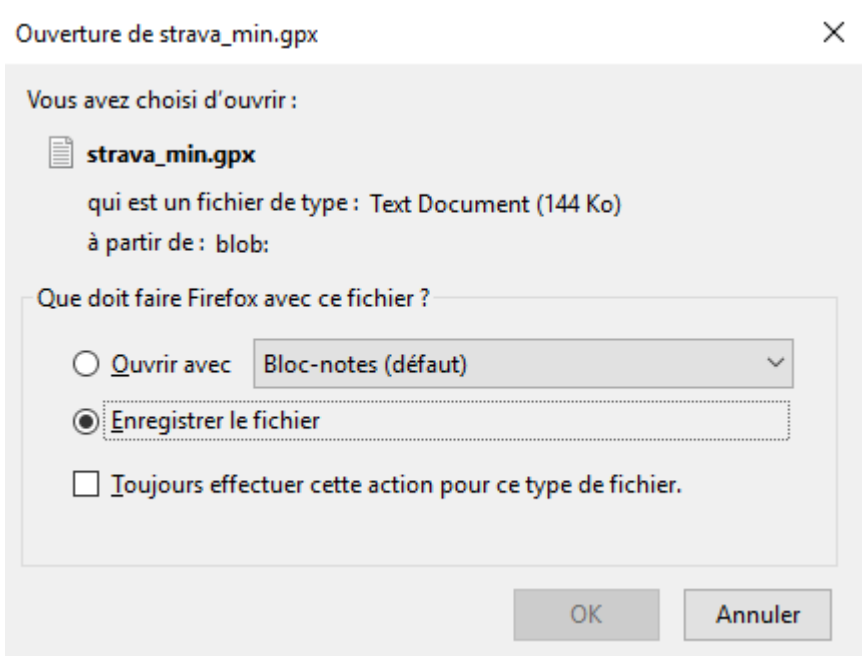 Ouverture de strava_min.gpx
Vous avez choisi d'ouvrir :
strava_min.gpx
qui est un fichier de type : Text Document (144 Ko)
à partir de : blob:
Que doit faire Firefox avec ce fichier ?
Ouvrir avec Bloc-notes (défaut)
Enregistrer le fichier
Toujours effectuer cette action pour ce type de fichier.
OK Annuler